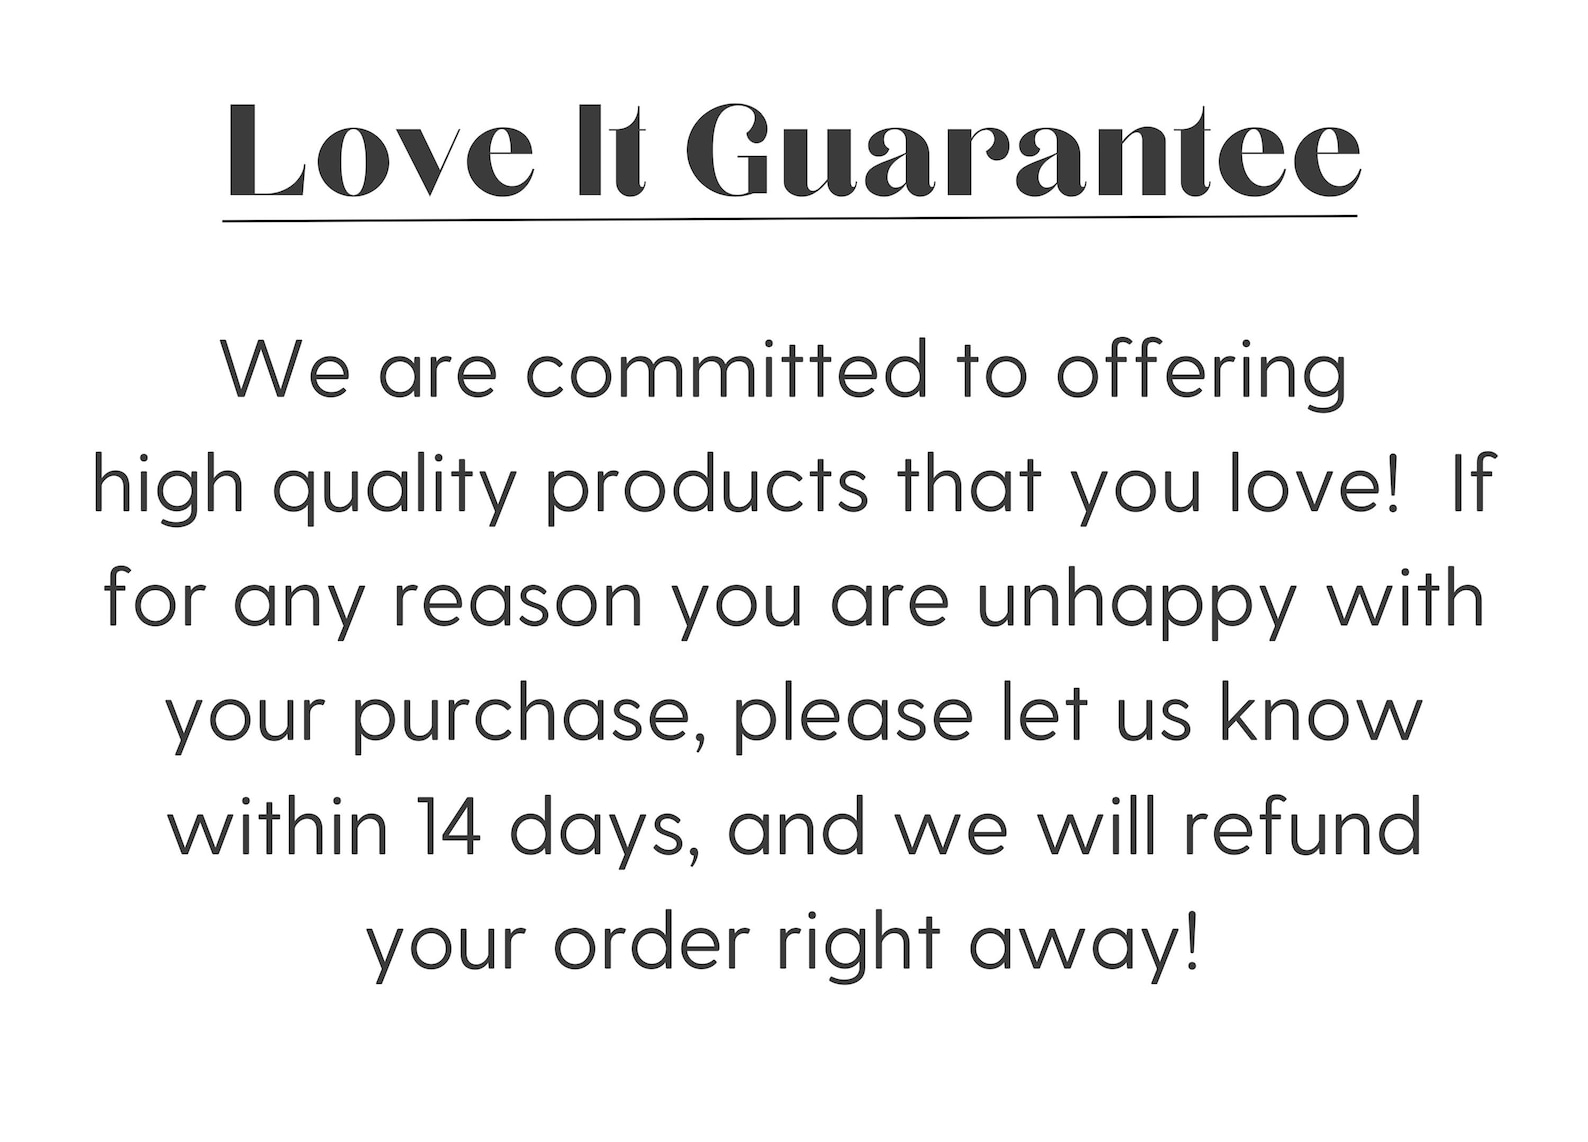 Love It Guarantee
We are committed to offering
high quality products that you love!  If
for any reason you are unhappy with
your purchase, please let us know
within 14 days, and we will refund
your order right away!